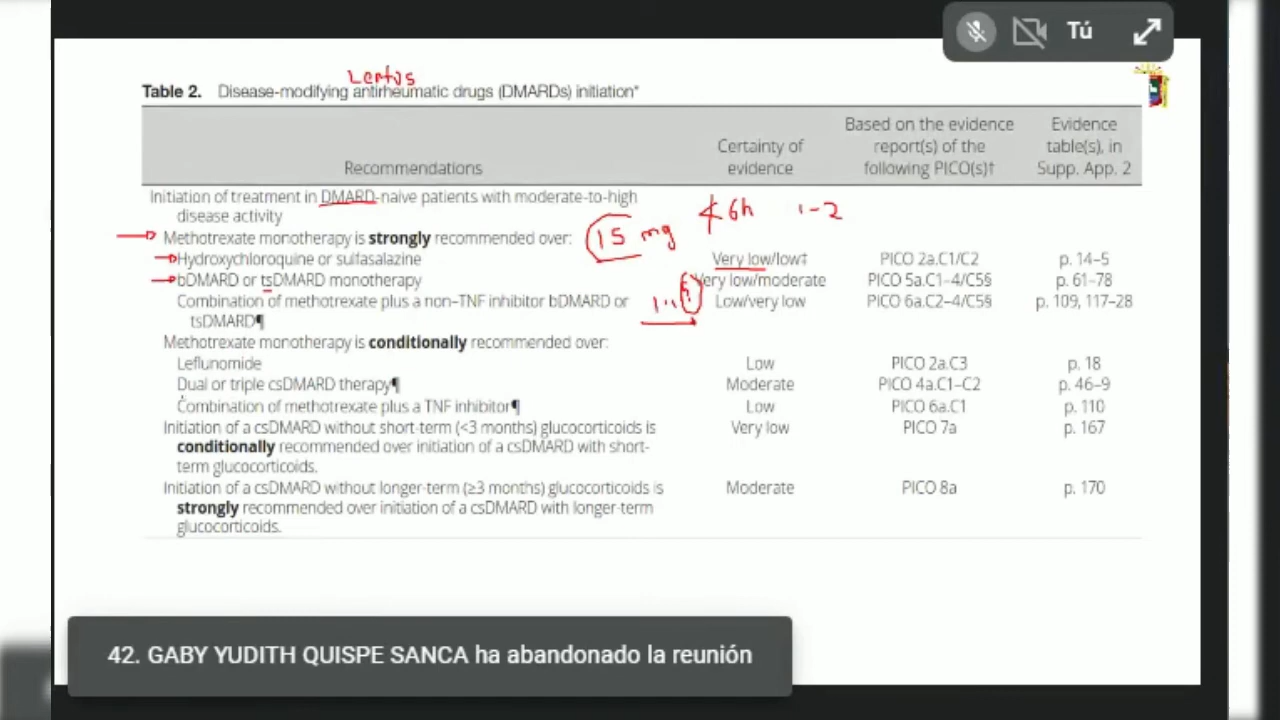 Tú
Lentos
Table 2. Disease-modifying antirheumatic drugs (DMARDs) initiation*
Recommendations
Certainty of
evidence
Based on the evidence
report(s) of the
following PICO(s)†
Evidence
table(s), in
Supp. App. 2
Initiation of treatment in DMARD-naive patients with moderate-to-high
disease activity
6h 1-2
Methotrexate monotherapy is strongly recommended over:
15 mg
Hydroxychloroquine or sulfasalazine Very low/low‡ PICO 2a.C1/C2 p. 14–5
bDMARD or tsDMARD monotherapy Very low/moderate PICO 5a.C1–4/C5§ p. 61-78
Combination of methotrexate plus a non–TNF inhibitor bDMARD or Low/very low PICO 6a.C2–4/C5§ p. 109, 117–28
tsDMARD¶
Methotrexate monotherapy is conditionally recommended over:
Leflunomide Low PICO 2a.C3 p. 18
Dual or triple csDMARD therapy¶ Moderate PICO 4a.C1–C2 p. 46–9
Combination of methotrexate plus a TNF inhibitor¶ Low PICO 6a.C1 p. 110
Initiation of a csDMARD without short-term (<3 months) glucocorticoids is Very low PICO 7a p. 167
conditionally recommended over initiation of a csDMARD with short-
term glucocorticoids.
Initiation of a csDMARD without longer-term (≥3 months) glucocorticoids is Moderate PICO 8a p. 170
strongly recommended over initiation of a csDMARD with longer-term
glucocorticoids.
42. GABY YUDITH QUISPE SANCA ha abandonado la reunión